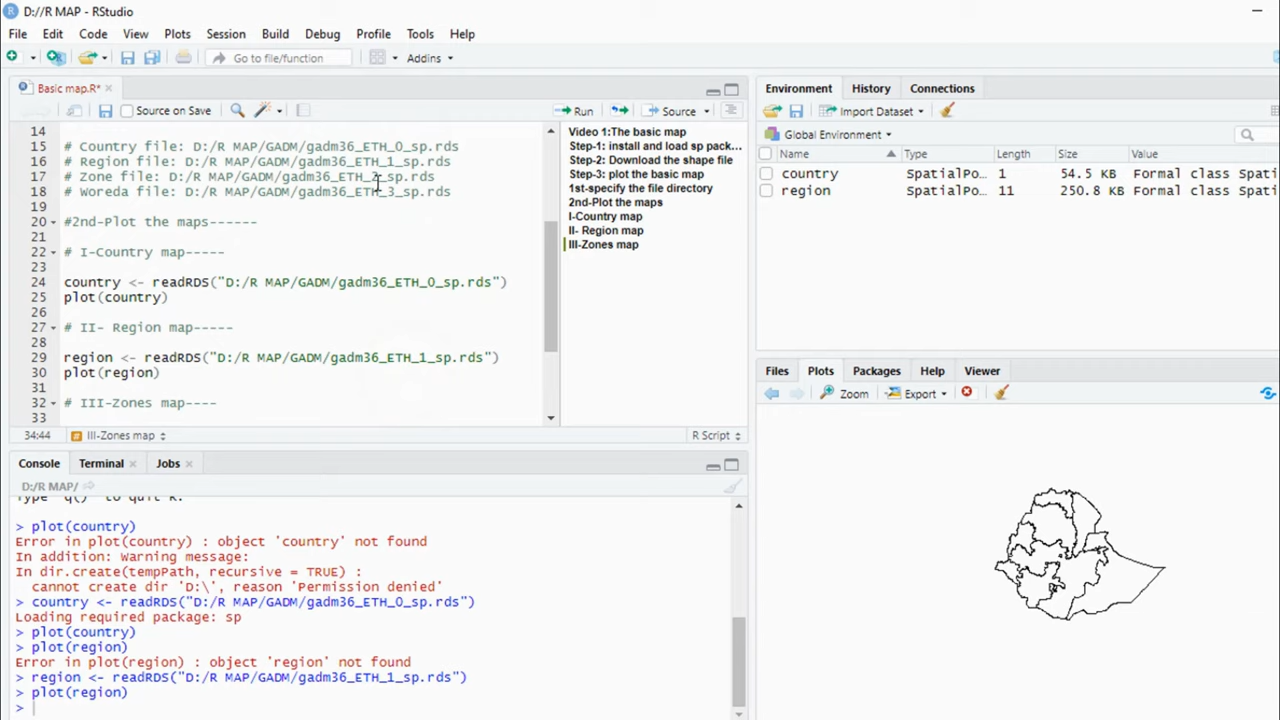 D://R MAP - RStudio
File Edit Code View Plots Session Build Debug Profile Tools Help
Go to file/function Addins
Basic map.R*
Source on Save Run Source
14
15 # Country file: D:/R MAP/GADM/gadm36_ETH_0_sp.rds
16 # Region file: D:/R MAP/GADM/gadm36_ETH_1_sp.rds
17 # Zone file: D:/R MAP/GADM/gadm36_ETH_2_sp.rds
18 # Woreda file: D:/R MAP/GADM/gadm36_ETH_3_sp.rds
19
20 #2nd-Plot the maps------
21
22 # I-Country map-----
23
24 country <- readRDS("D:/R MAP/GADM/gadm36_ETH_0_sp.rds")
25 plot(country)
26
27 # II- Region map-----
28
29 region <- readRDS("D:/R MAP/GADM/gadm36_ETH_1_sp.rds")
30 plot(region)
31
32 # III-Zones map----
33
Video 1:The basic map
Step-1: install and load sp pack...
Step-2: Download the shape file
Step-3: plot the basic map
1st-specify the file directory
2nd-Plot the maps
I-Country map
II- Region map
III-Zones map
34:44 III-Zones map R Script
Console Terminal Jobs
D:/R MAP/
Type 'q()' to quit R.
> plot(country)
Error in plot(country) : object 'country' not found
In addition: Warning message:
In dir.create(tempPath, recursive = TRUE) :
cannot create dir 'D:\', reason 'Permission denied'
> country <- readRDS("D:/R MAP/GADM/gadm36_ETH_0_sp.rds")
Loading required package: sp
> plot(country)
> plot(region)
Error in plot(region) : object 'region' not found
> region <- readRDS("D:/R MAP/GADM/gadm36_ETH_1_sp.rds")
> plot(region)
>
Environment History Connections
Import Dataset
Global Environment
Name Type Length Size Value
country SpatialPo... 1 54.5 KB Formal class Spati
region SpatialPo... 11 250.8 KB Formal class Spati
Files Plots Packages Help Viewer
Zoom Export